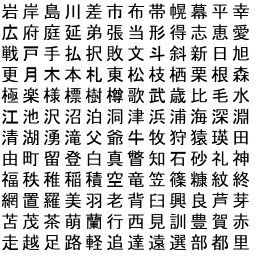 岩岸島川差市布帯幌幕平幸
広府庭延弟張当形得志恵愛
戦戸手払択敗文斗斜新日旭
更月木本札東松枝栖栗根森
極楽様標樹樽歌武歳比毛水
江池沢沼泊洞津浜浦海深淵
清湖湧滝父爺牛牧狩猿瑛田
由町留登白真瞥知石砂礼神
福秩稚稲積空竜笠篠糠紋終
網置羅美羽老背臼興良芦芽
苫茂茶萌蘭行西見訓豊賀赤
走越足路軽追達遠選部都里